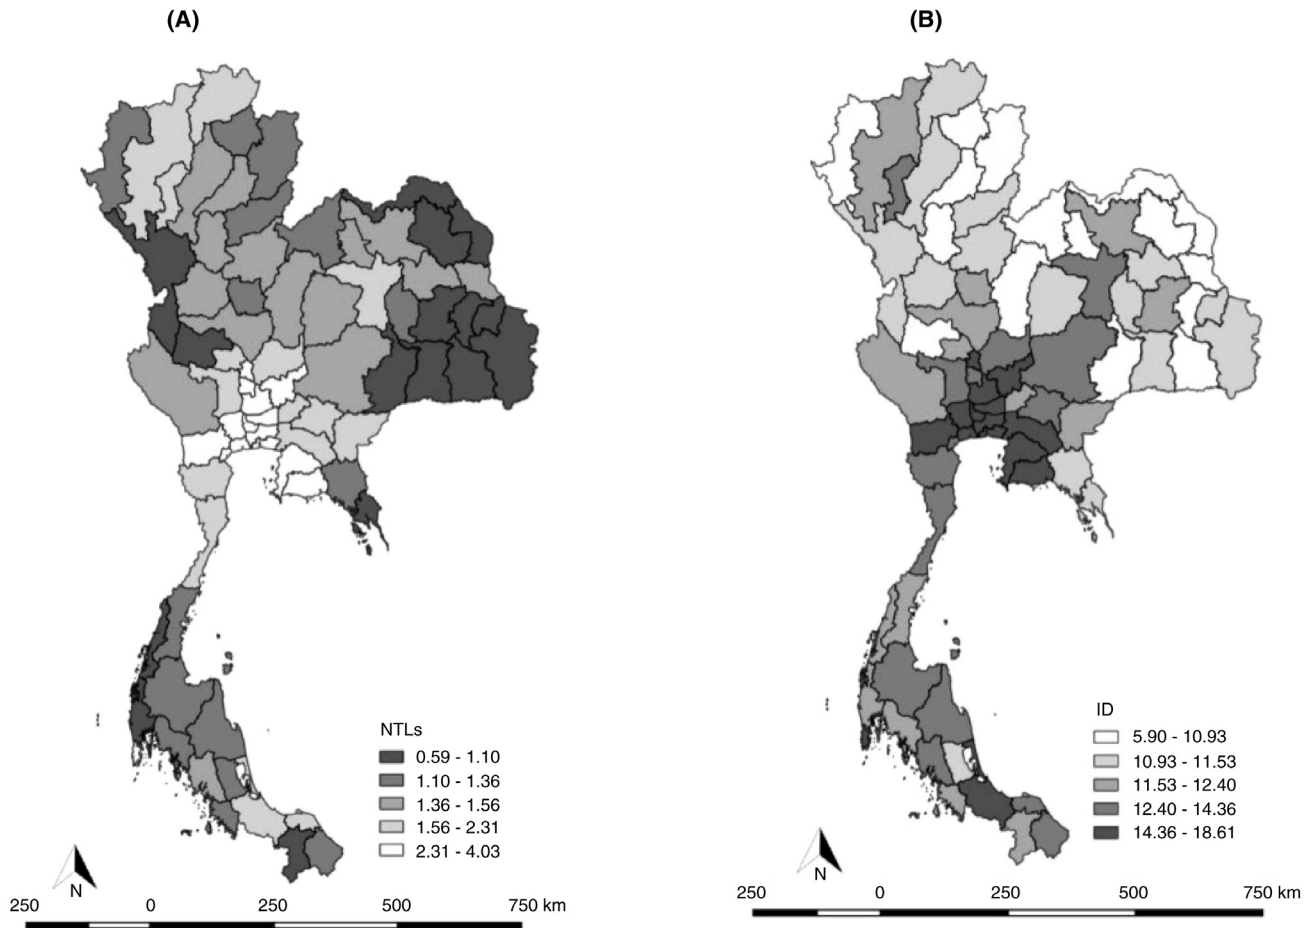 (A)
(B)
NTLs
0.59 - 1.10
1.10 - 1.36
1.36 - 1.56
1.56 - 2.31
2.31 - 4.03
ID
5.90 - 10.93
10.93 - 11.53
11.53 - 12.40
12.40 - 14.36
14.36 - 18.61
N
250 0 250 500 750 km
N
250 0 250 500 750 km